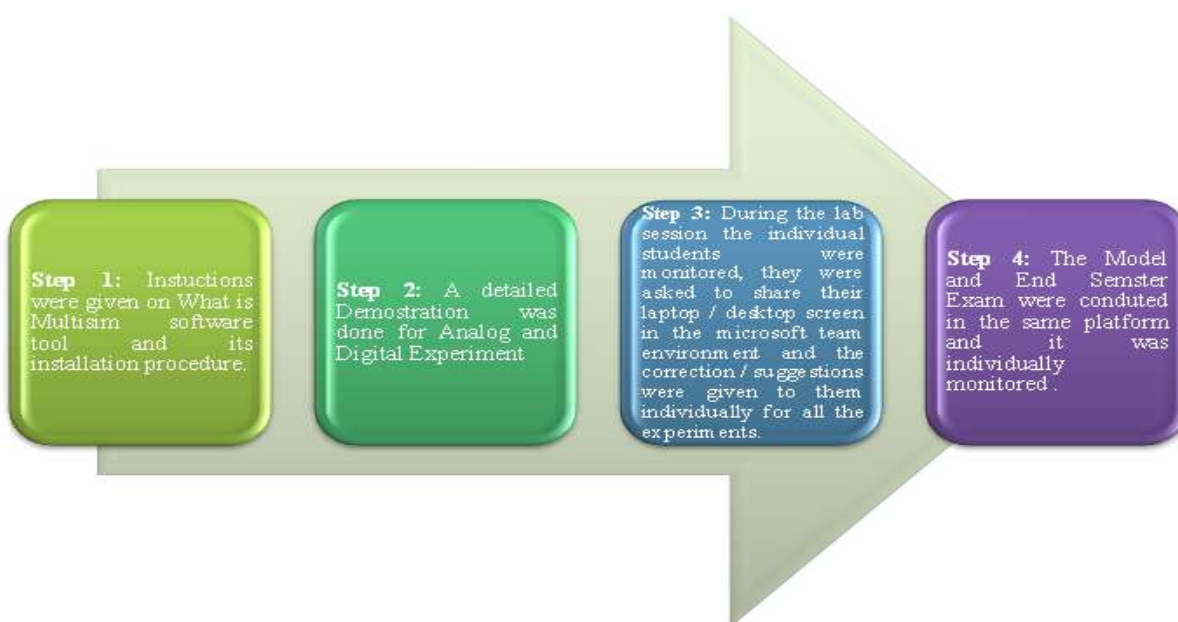 Step 1: Instuctions
were given on What is
Multisim software
tool and its
installation procedure.
Step 2: A detailed
Demostration was
done for Analog and
Digital Experiment
Step 3: During the lab
session the individual
students were
monitored, they were
asked to share their
laptop / desktop screen
in the microsoft team
environment and the
correction / suggestions
were given to them
individually for all the
experiments.
Step 4: The Model
and End Semster
Exam were conduted
in the same platform
and it was
individually
monitored .